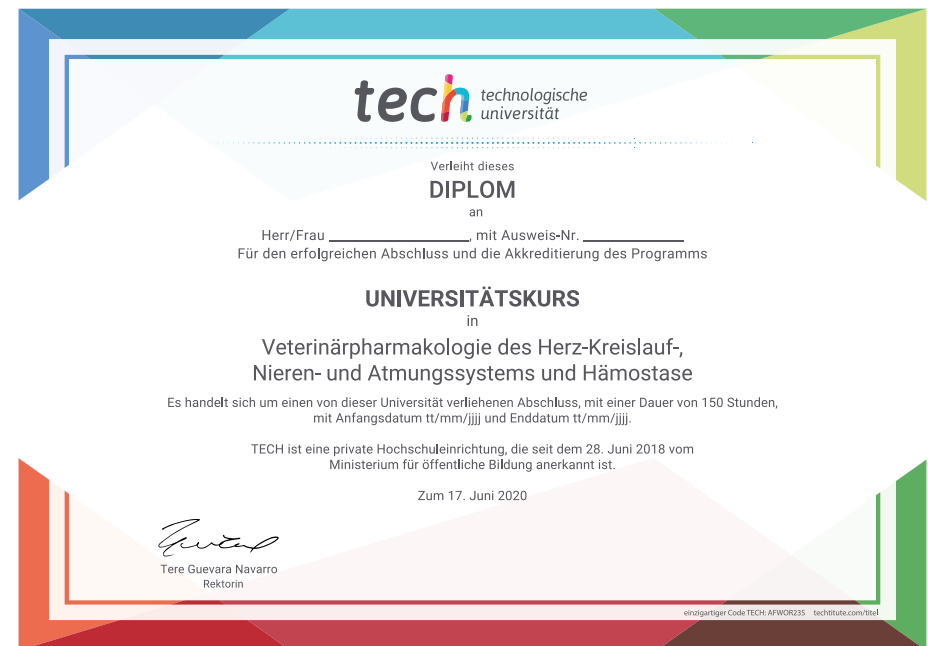 tech technologische
universität
Verleiht dieses
DIPLOM
an
Herr/Frau ____________________, mit Ausweis-Nr. ______________
Für den erfolgreichen Abschluss und die Akkreditierung des Programms
UNIVERSITÄTSKURS
in
Veterinärpharmakologie des Herz-Kreislauf-,
Nieren- und Atmungssystems und Hämostase
Es handelt sich um einen von dieser Universität verliehenen Abschluss, mit einer Dauer von 150 Stunden,
mit Anfangsdatum tt/mm/jjjj und Enddatum tt/mm/jjjj.
TECH ist eine private Hochschuleinrichtung, die seit dem 28. Juni 2018 vom
Ministerium für öffentliche Bildung anerkannt ist.
Zum 17. Juni 2020
Tere Guevara Navarro
Rektorin
einzigartiger Code TECH: AFWOR23S techtitute.com/titel